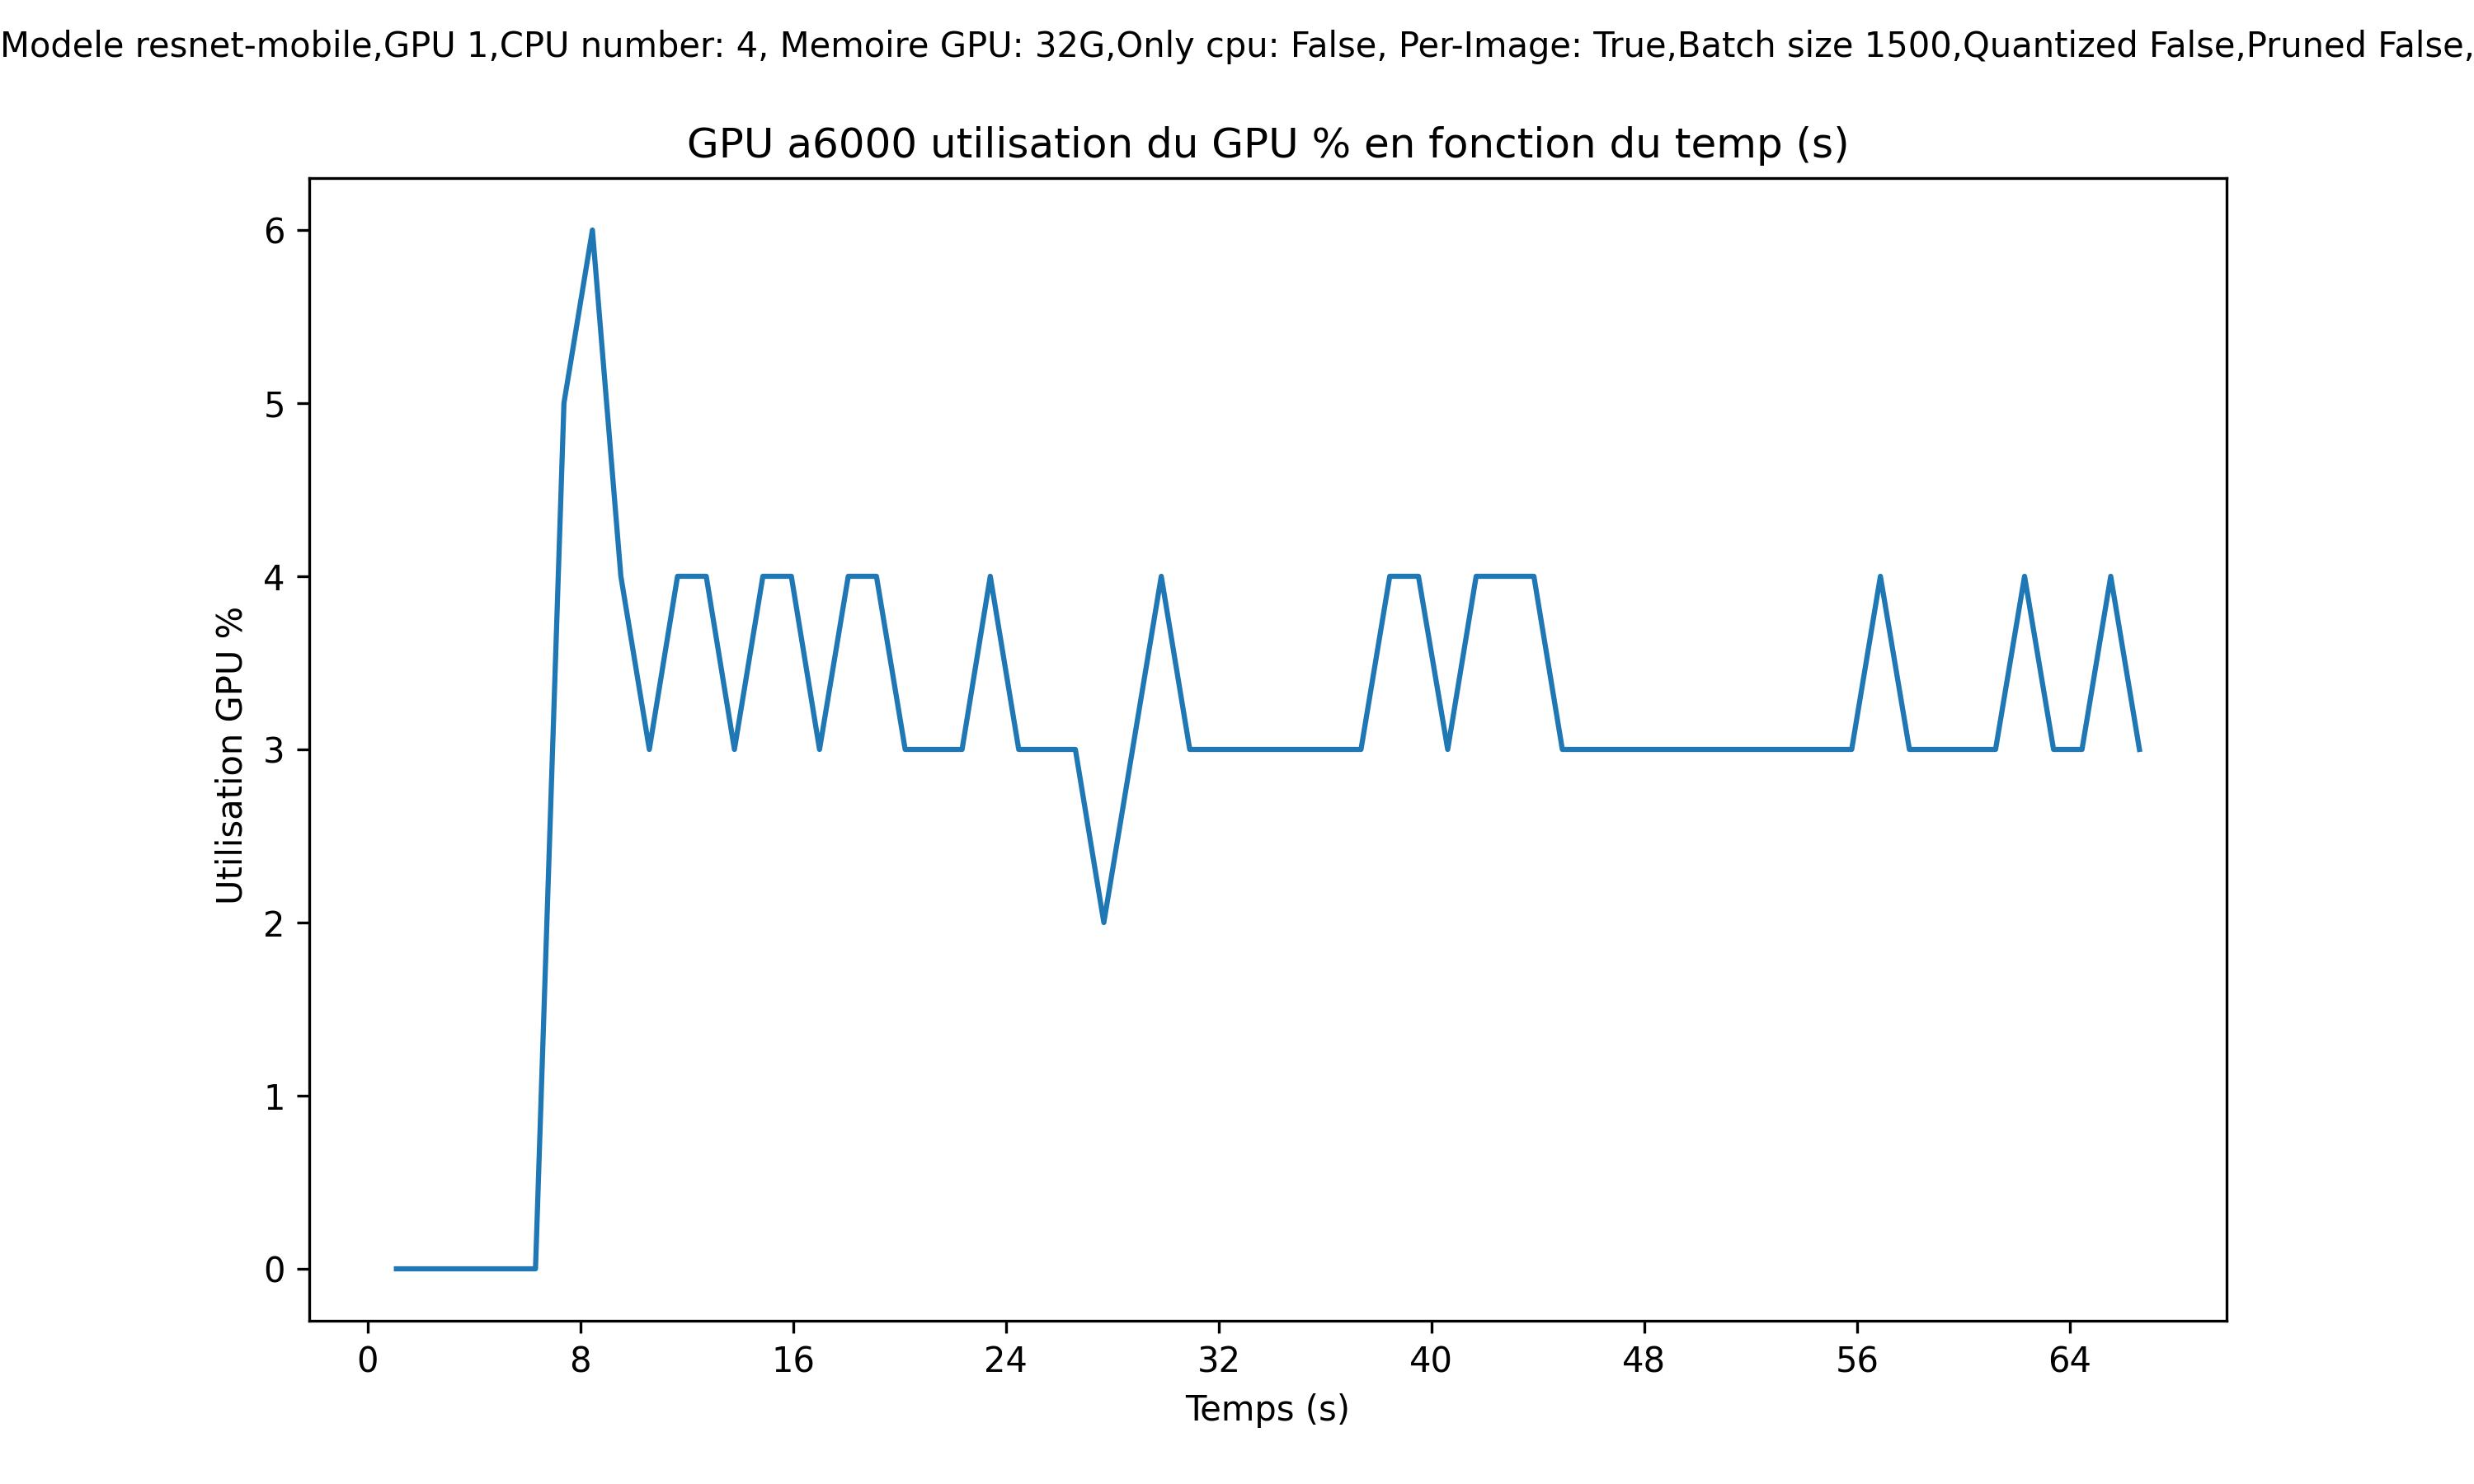 Modele resnet-mobile,GPU 1,CPU number: 4, Memoire GPU: 32G,Only cpu: False, Per-Image: True,Batch size 1500,Quantized False,Pruned False,
GPU a6000 utilisation du GPU % en fonction du temp (s)
Utilisation GPU %
6
5
4
3
2
1
0
0 8 16 24 32 40 48 56 64
Temps (s)